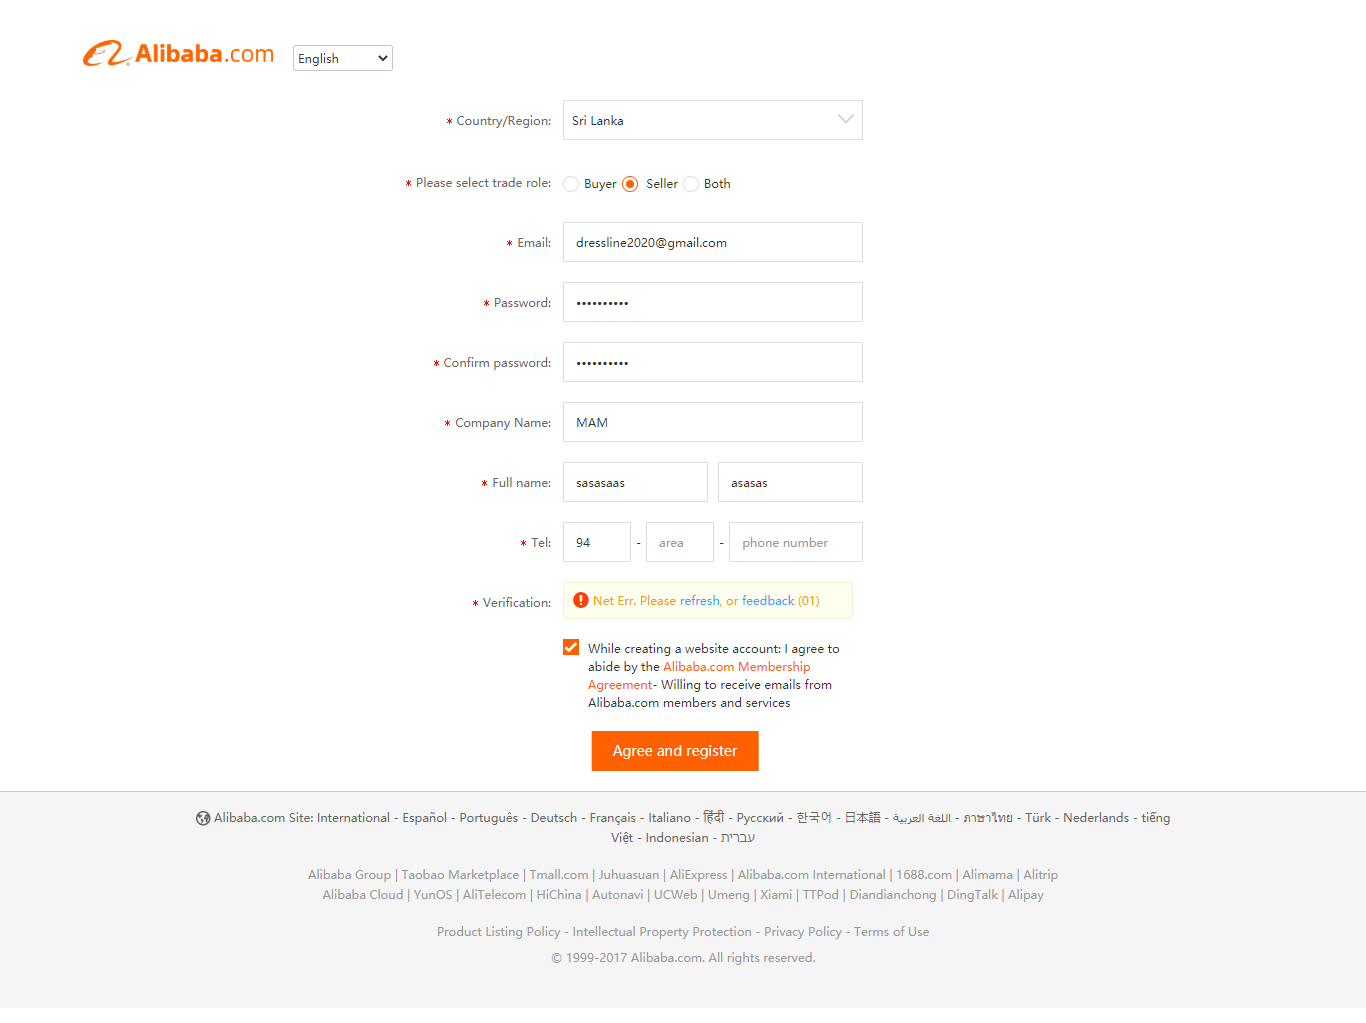 Alibaba.com English
* Country/Region: Sri Lanka
* Please select trade role: Buyer Seller Both
* Email: dressline2020@gmail.com
* Password: ••••••••••
* Confirm password: ••••••••••
* Company Name: MAM
* Full name: sasasaas asasas
* Tel: 94 - area - phone number
* Verification: Net Err. Please refresh, or feedback (01)
While creating a website account: I agree to
abide by the Alibaba.com Membership
Agreement- Willing to receive emails from
Alibaba.com members and services
Agree and register
Alibaba.com Site: International - Español - Português - Deutsch - Français - Italiano - हिंदी - Русский - 한국어 - 日本語 - اللغة العربية - ภาษาไทย - Türk - Nederlands - tiếng
Việt - Indonesian - עברית
Alibaba Group | Taobao Marketplace | Tmall.com | Juhuasuan | AliExpress | Alibaba.com International | 1688.com | Alimama | Alitrip
Alibaba Cloud | YunOS | AliTelecom | HiChina | Autonavi | UCWeb | Umeng | Xiami | TTPod | Diandianchong | DingTalk | Alipay
Product Listing Policy - Intellectual Property Protection - Privacy Policy - Terms of Use
© 1999-2017 Alibaba.com. All rights reserved.